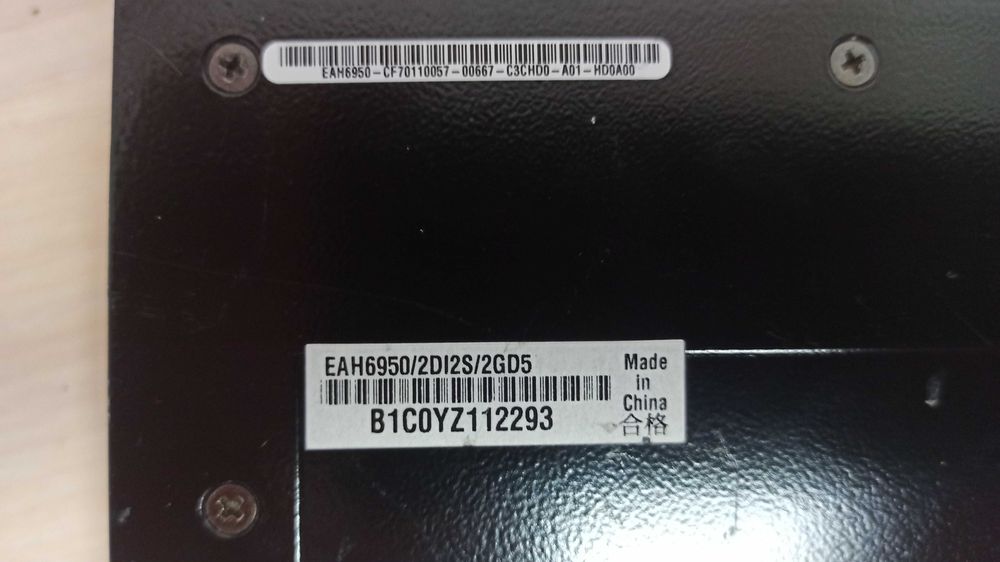 EAH6950-CF70110057-00667-C3CHD0-A01-HD0A00
EAH6950/2DI2S/2GD5
B1C0YZ112293
Made
in
China
合格